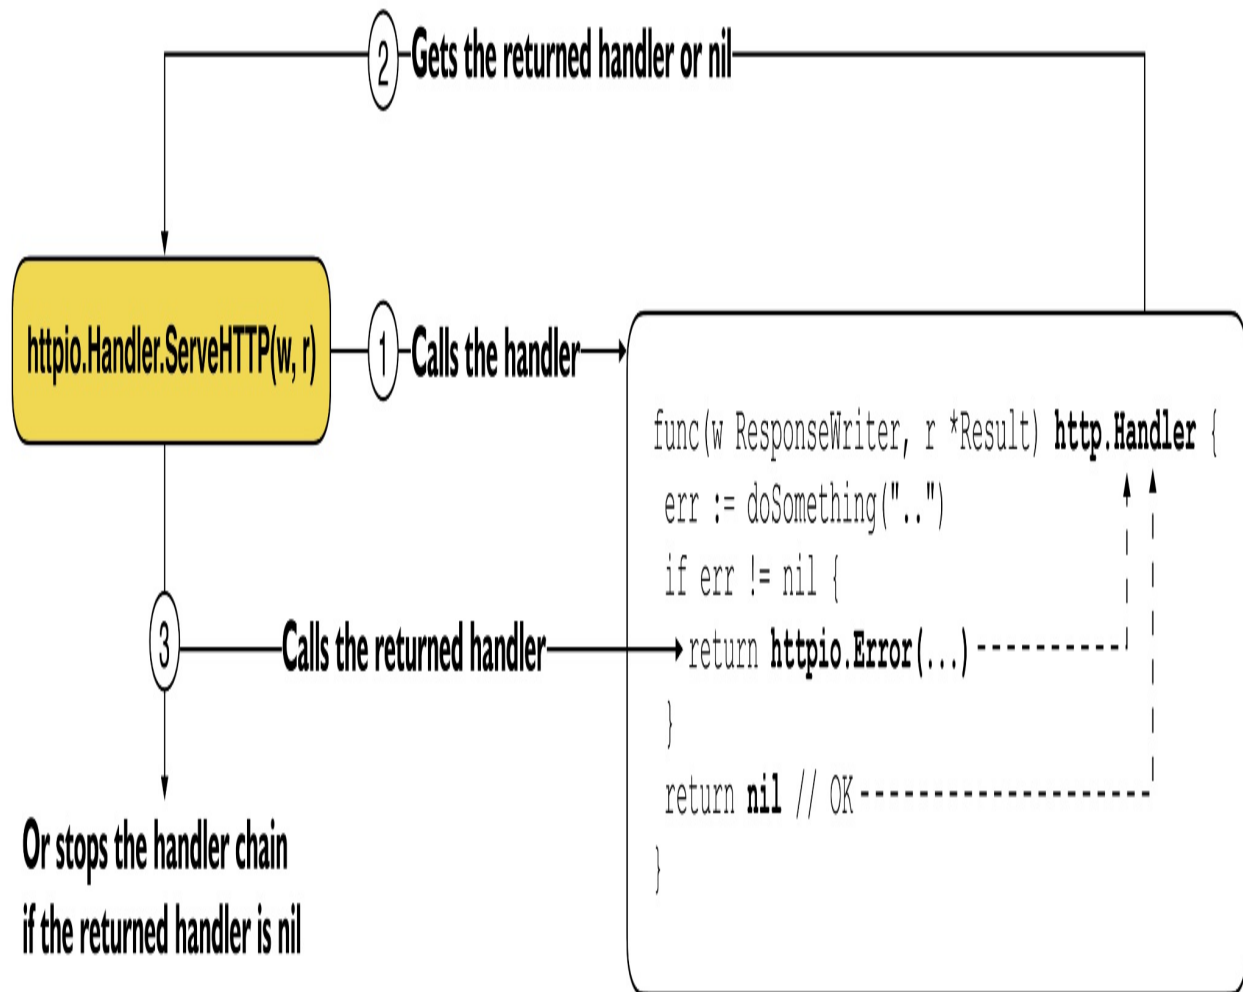 2 Gets the returned handler or nil
httpio.Handler.ServeHTTP(w, r)
1 Calls the handler
func(w ResponseWriter, r *Result) http.Handler {
err := doSomething("..")
if err != nil {
3 Calls the returned handler
return httpio.Error(...)
}
return nil // OK
}
Or stops the handler chain
if the returned handler is nil